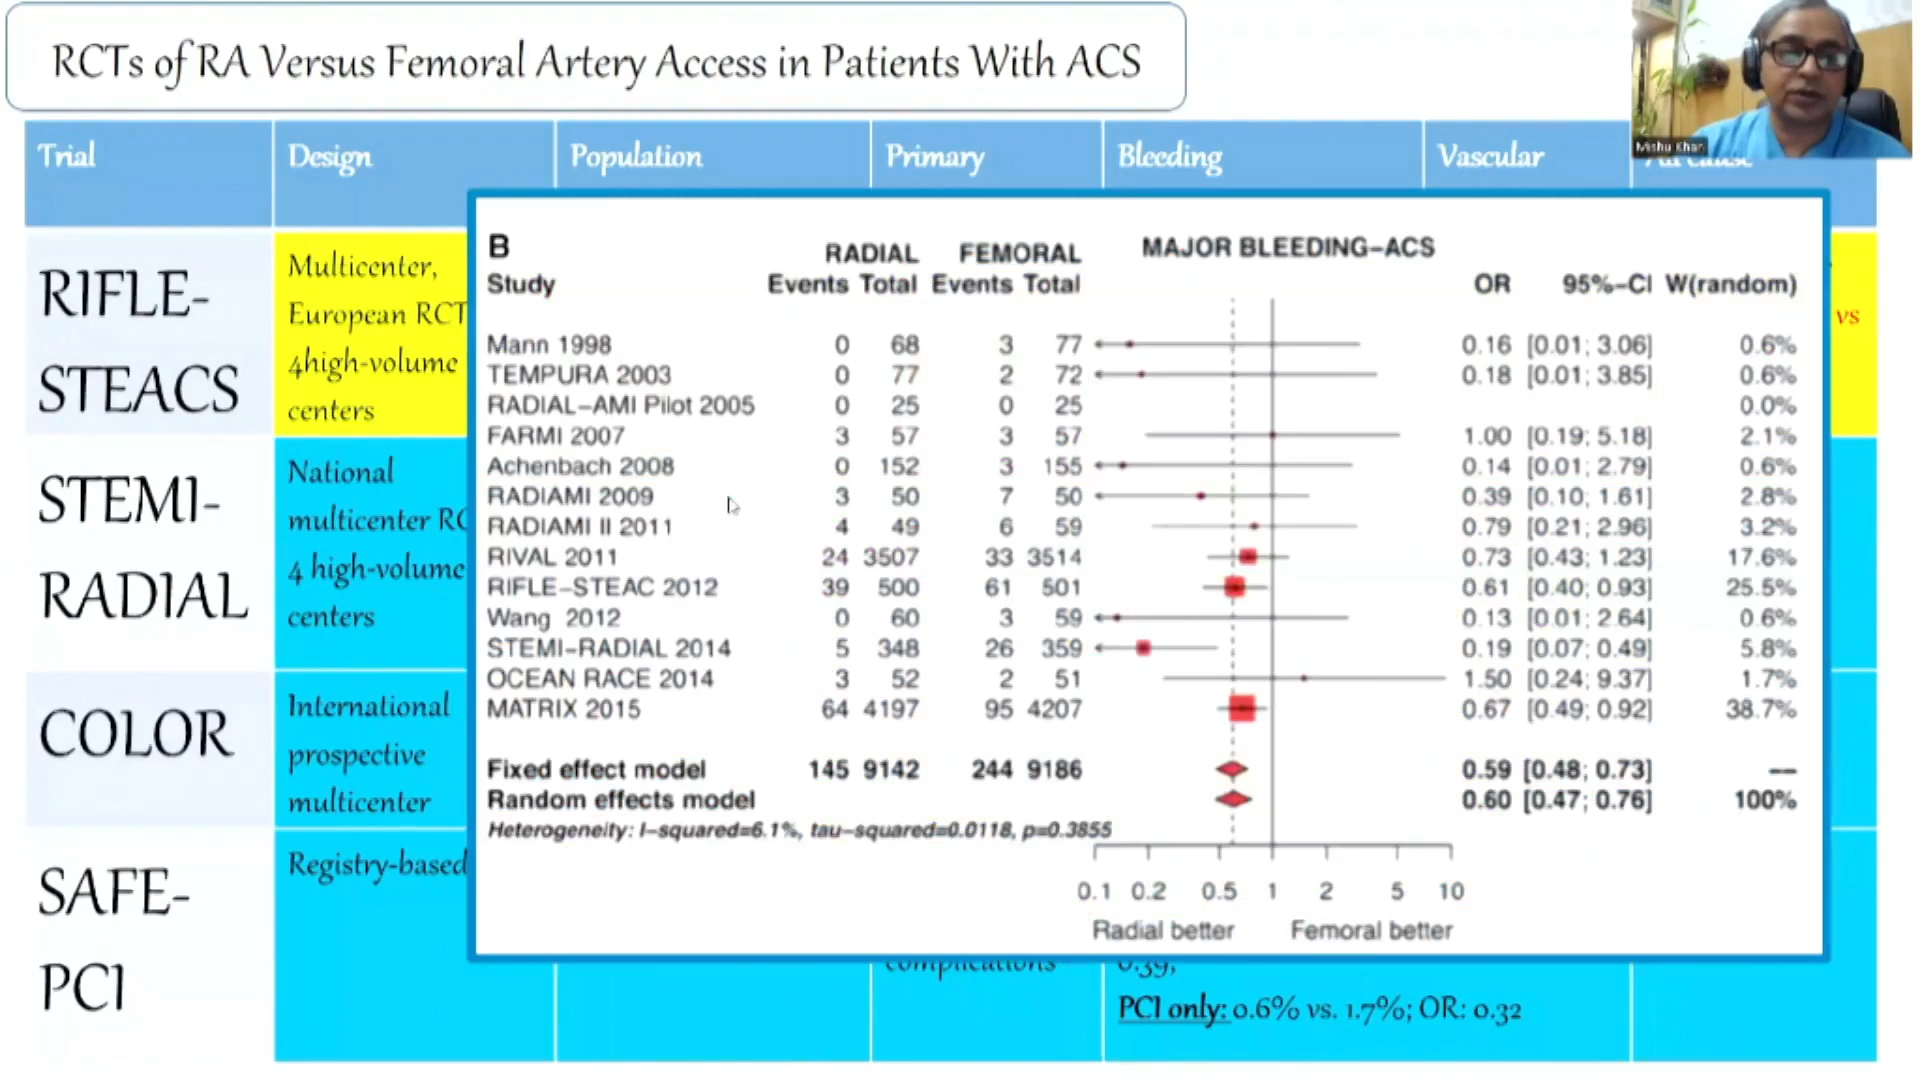 RCTs of RA Versus Femoral Artery Access in Patients With ACS
Mishu Khan
Trial Design Population Primary Bleeding Vascular
RIFLE-
STEACS
Multicenter,
European RCT
4high-volume
centers
vs
STEMI-
RADIAL
National
multicenter
4 high-volume
centers
COLOR
International
prospective
multicenter
SAFE-
PCI
Registry-based
complications
0.39,
PCI only: 0.6% vs. 1.7%; OR: 0.32
B
RADIAL FEMORAL MAJOR BLEEDING-ACS
Study Events Total Events Total OR 95%-CI W(random)
Mann 1998 0 68 3 77 0.16 [0.01; 3.06] 0.6%
TEMPURA 2003 0 77 2 72 0.18 [0.01; 3.85] 0.6%
RADIAL-AMI Pilot 2005 0 25 0 25 0.0%
FARMI 2007 3 57 3 57 1.00 [0.19; 5.18] 2.1%
Achenbach 2008 0 152 3 155 0.14 [0.01; 2.79] 0.6%
RADIAMI 2009 3 50 7 50 0.39 [0.10; 1.61] 2.8%
RADIAMI II 2011 4 49 6 59 0.79 [0.21; 2.96] 3.2%
RIVAL 2011 24 3507 33 3514 0.73 [0.43; 1.23] 17.6%
RIFLE-STEAC 2012 39 500 61 501 0.61 [0.40; 0.93] 25.5%
Wang 2012 0 60 3 59 0.13 [0.01; 2.64] 0.6%
STEMI-RADIAL 2014 5 348 26 359 0.19 [0.07; 0.49] 5.8%
OCEAN RACE 2014 3 52 2 51 1.50 [0.24; 9.37] 1.7%
MATRIX 2015 64 4197 95 4207 0.67 [0.49; 0.92] 38.7%
Fixed effect model 145 9142 244 9186 0.59 [0.48; 0.73] --
Random effects model 0.60 [0.47; 0.76] 100%
Heterogeneity: I-squared=6.1%, tau-squared=0.0118, p=0.3855
0.1 0.2 0.5 1 2 5 10
Radial better Femoral better